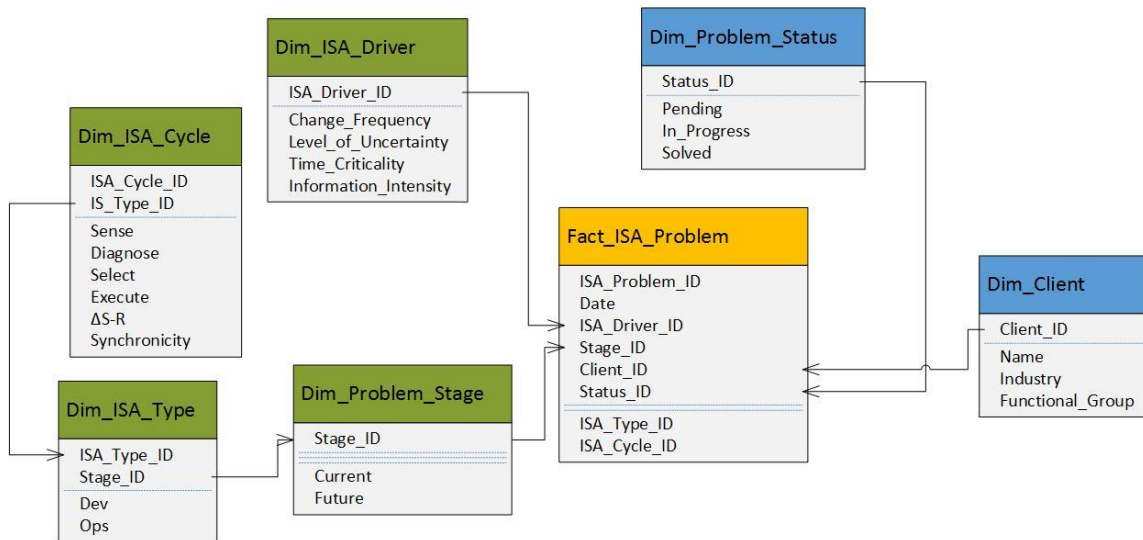 Dim_ISA_Driver
ISA_Driver_ID
Change_Frequency
Level_of_Uncertainty
Time_Criticality
Information_Intensity
Dim_Problem_Status
Status_ID
Pending
In_Progress
Solved
Dim_ISA_Cycle
ISA_Cycle_ID
IS_Type_ID
Sense
Diagnose
Select
Execute
ΔS-R
Synchronicity
Fact_ISA_Problem
ISA_Problem_ID
Date
ISA_Driver_ID
Stage_ID
Client_ID
Status_ID
ISA_Type_ID
ISA_Cycle_ID
Dim_Client
Client_ID
Name
Industry
Functional_Group
Dim_ISA_Type
ISA_Type_ID
Stage_ID
Dev
Ops
Dim_Problem_Stage
Stage_ID
Current
Future